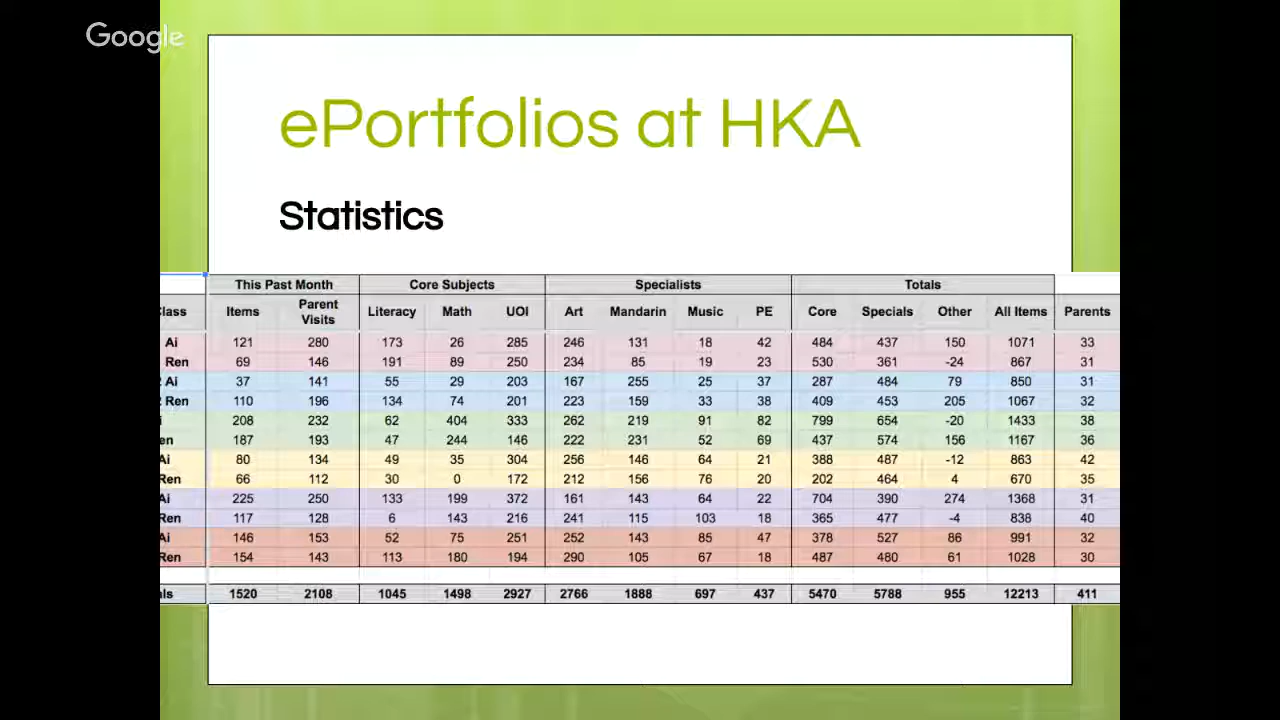 Google
ePortfolios at HKA
Statistics
This Past Month Core Subjects Specialists Totals
Class Items Parent Visits Literacy Math UOI Art Mandarin Music PE Core Specials Other All Items Parents
Ai 121 280 173 26 285 246 131 18 42 484 437 150 1071 33
Ren 69 146 191 89 250 234 85 19 23 530 361 -24 867 31
2 Ai 37 141 55 29 203 167 255 25 37 287 484 79 850 31
2 Ren 110 196 134 74 201 223 159 33 38 409 453 205 1067 32
208 232 62 404 333 262 219 91 82 799 654 -20 1433 38
en 187 193 47 244 146 222 231 52 69 437 574 156 1167 36
Ai 80 134 49 35 304 256 146 64 21 388 487 -12 863 42
Ren 66 112 30 0 172 212 156 76 20 202 464 4 670 35
Ai 225 250 133 199 372 161 143 64 22 704 390 274 1368 31
Ren 117 128 6 143 216 241 115 103 18 365 477 -4 838 40
Ai 146 153 52 75 251 252 143 85 47 378 527 86 991 32
Ren 154 143 113 180 194 290 105 67 18 487 480 61 1028 30
als 1520 2108 1045 1498 2927 2766 1888 697 437 5470 5788 955 12213 411